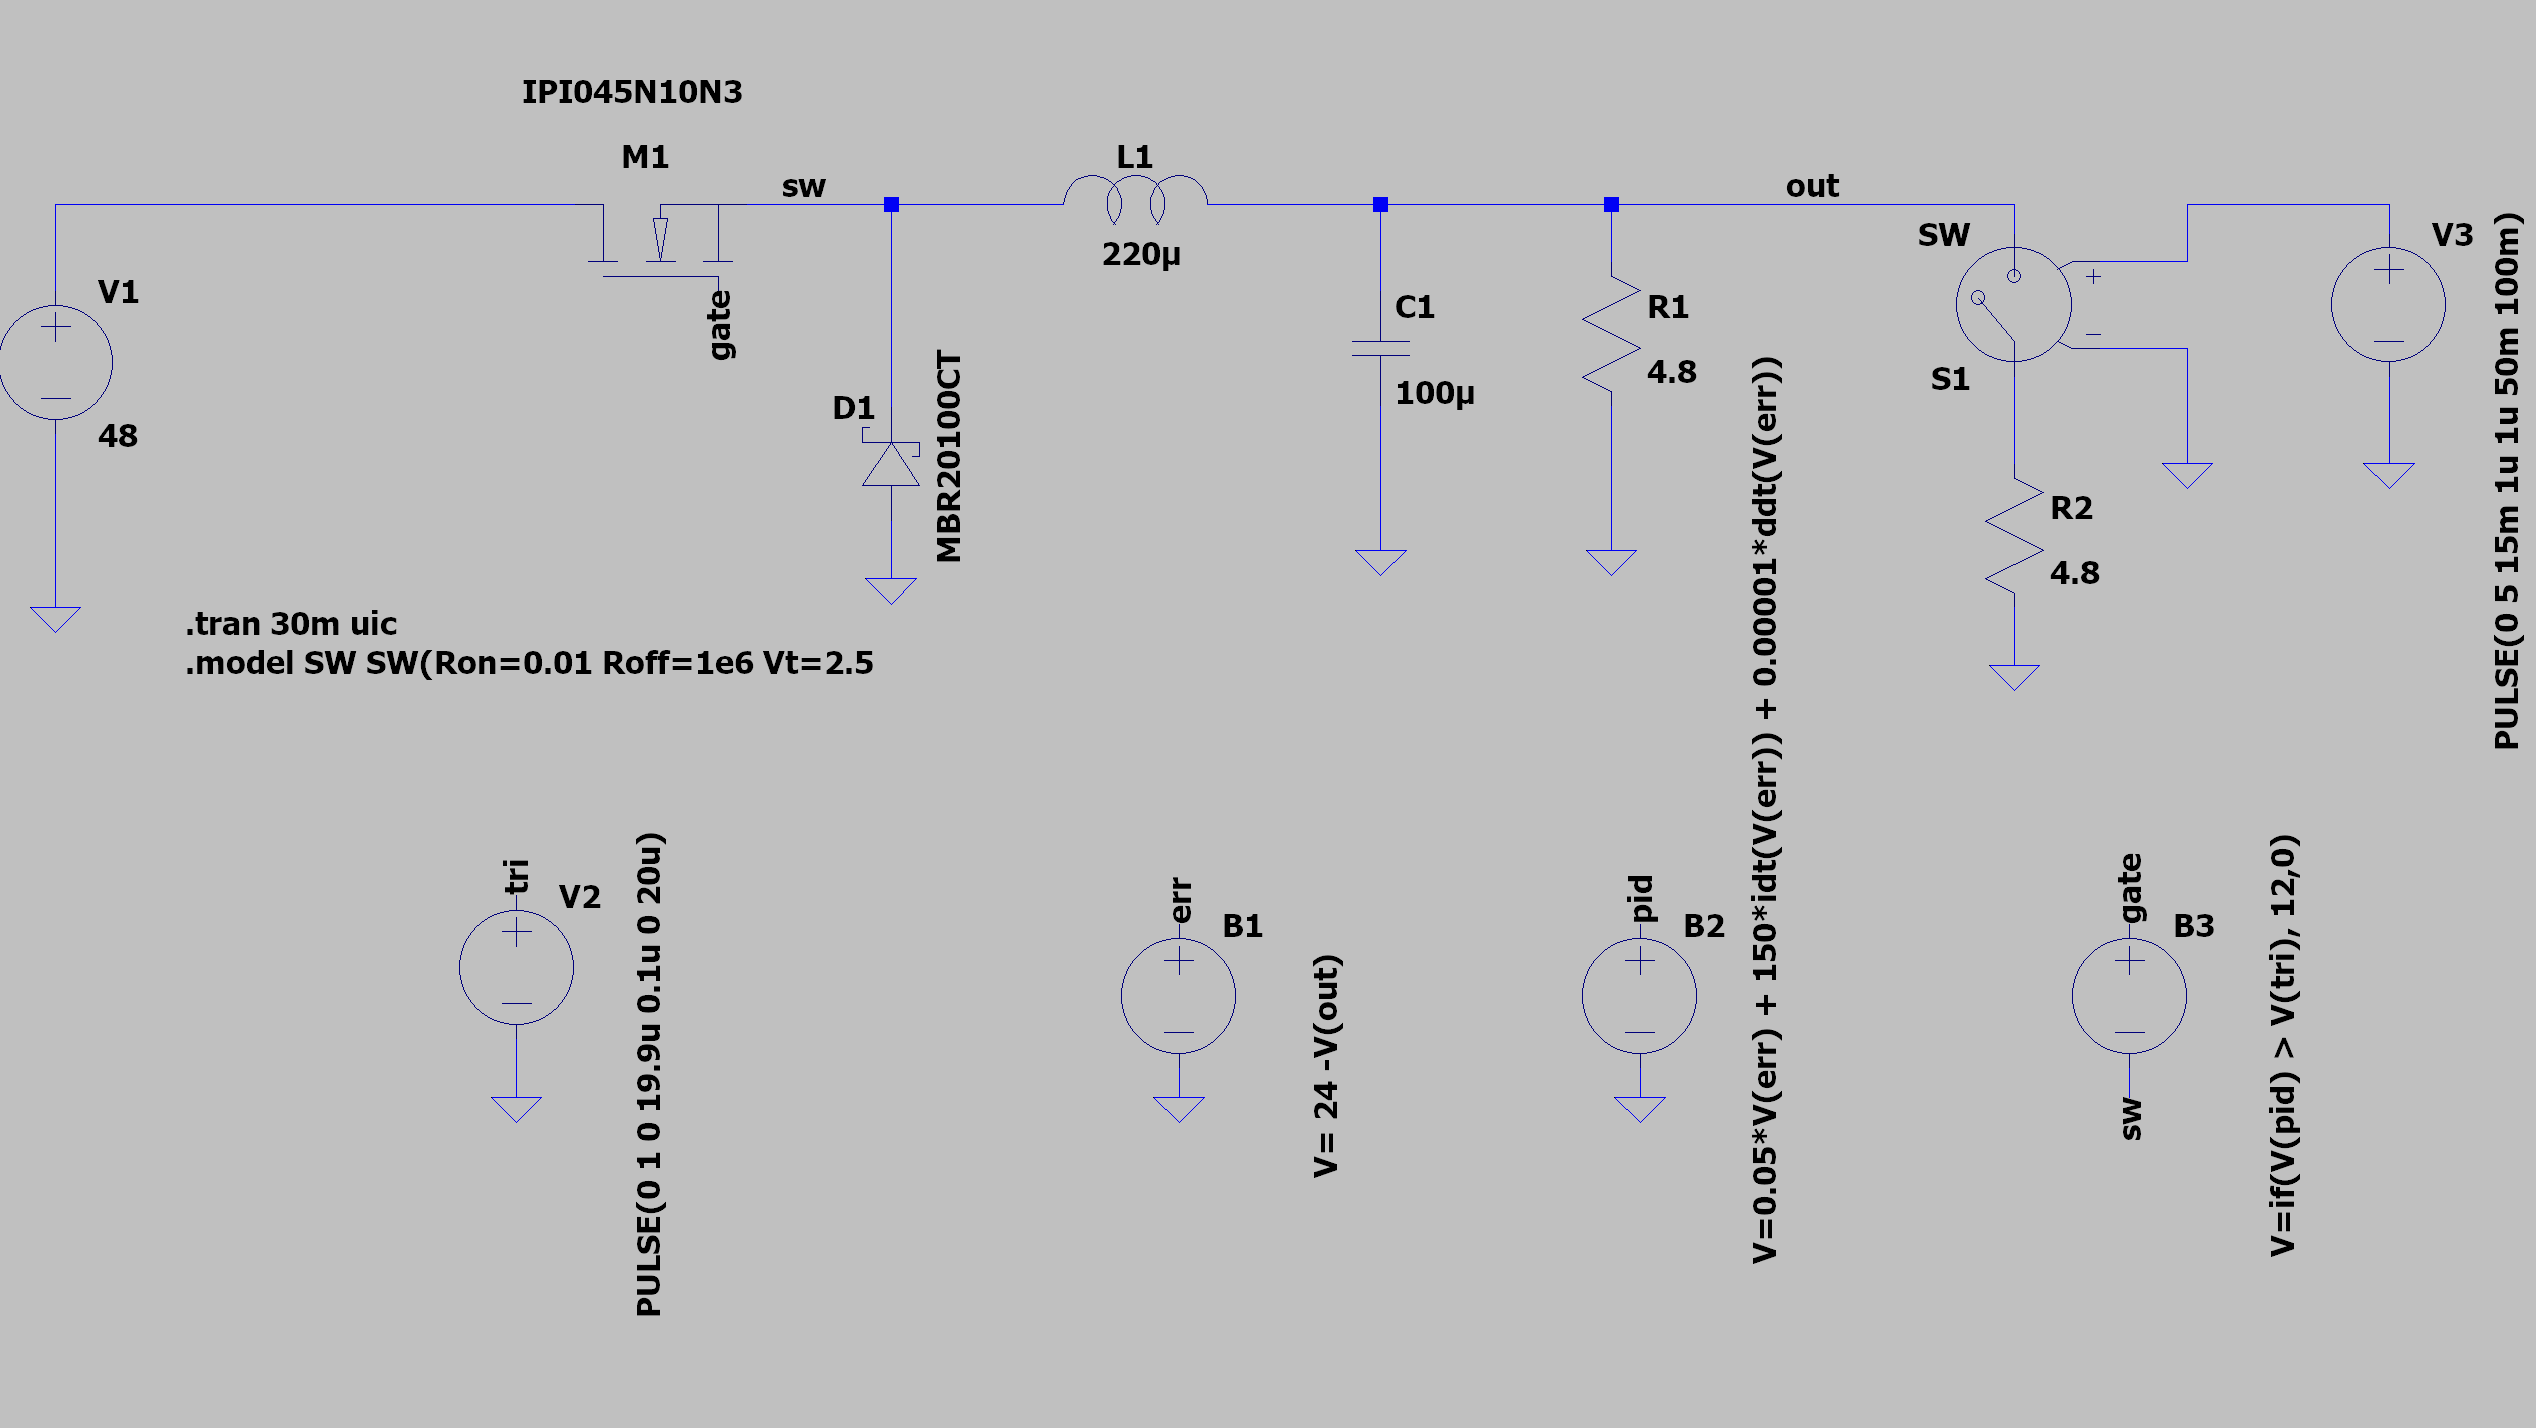 IPI045N10N3
M1
L1
sw
out
220µ
gate
V1
48
D1
MBR20100CT
C1
100µ
R1
4.8
SW
S1
V3
PULSE(0 5 15m 1u 1u 50m 100m)
R2
4.8
.tran 30m uic
.model SW SW(Ron=0.01 Roff=1e6 Vt=2.5
tri
V2
PULSE(0 1 0 19.9u 0.1u 0 20u)
err
B1
V= 24 -V(out)
pid
B2
V=0.05*V(err) + 150*idt(V(err)) + 0.00001*ddt(V(err))
gate
B3
sw
V=if(V(pid) > V(tri), 12,0)